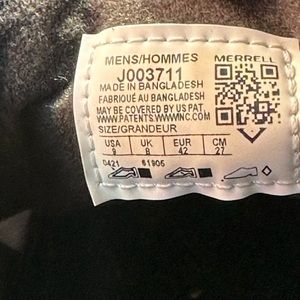 MENS/HOMMES MERRELL
J003711
MADE IN BANGLADESH
FABRIQUÉ AU BANGLADESH
MAY BE COVERED BY US PAT.
WWW.PATENTS.WWWINC.COM
SIZE/GRANDEUR
USA UK EUR CM
9 8 42 27
0421 61905